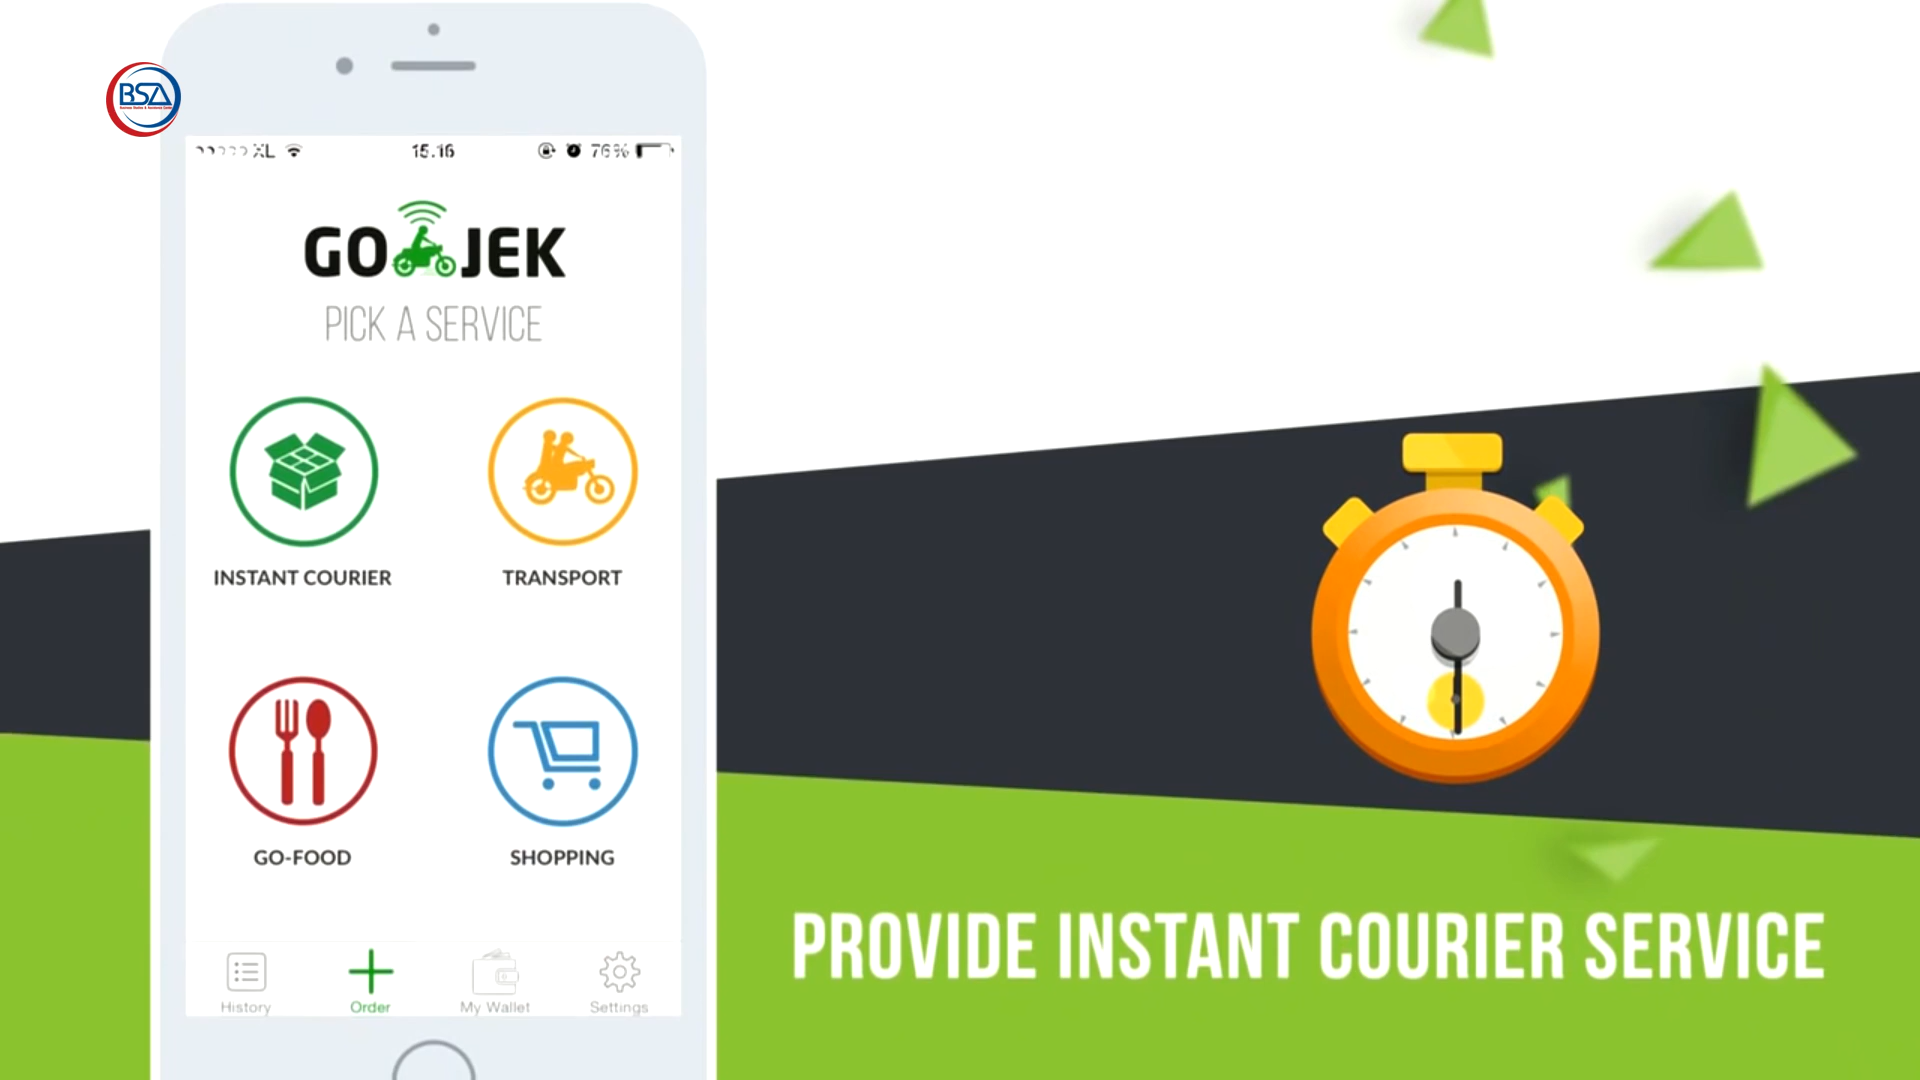 BSA
XL 15.16 76%
GO JEK
PICK A SERVICE
INSTANT COURIER TRANSPORT
GO-FOOD SHOPPING
History Order My Wallet Settings
PROVIDE INSTANT COURIER SERVICE